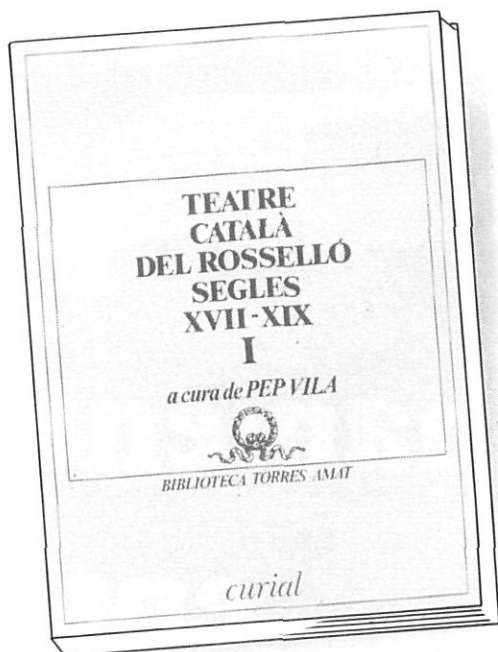 TEATRE
CATALÀ
DEL ROSSELLÓ
SEGLES
XVII-XIX
I
a cura de PEP VILA
BIBLIOTECA TORRES AMAT
curial